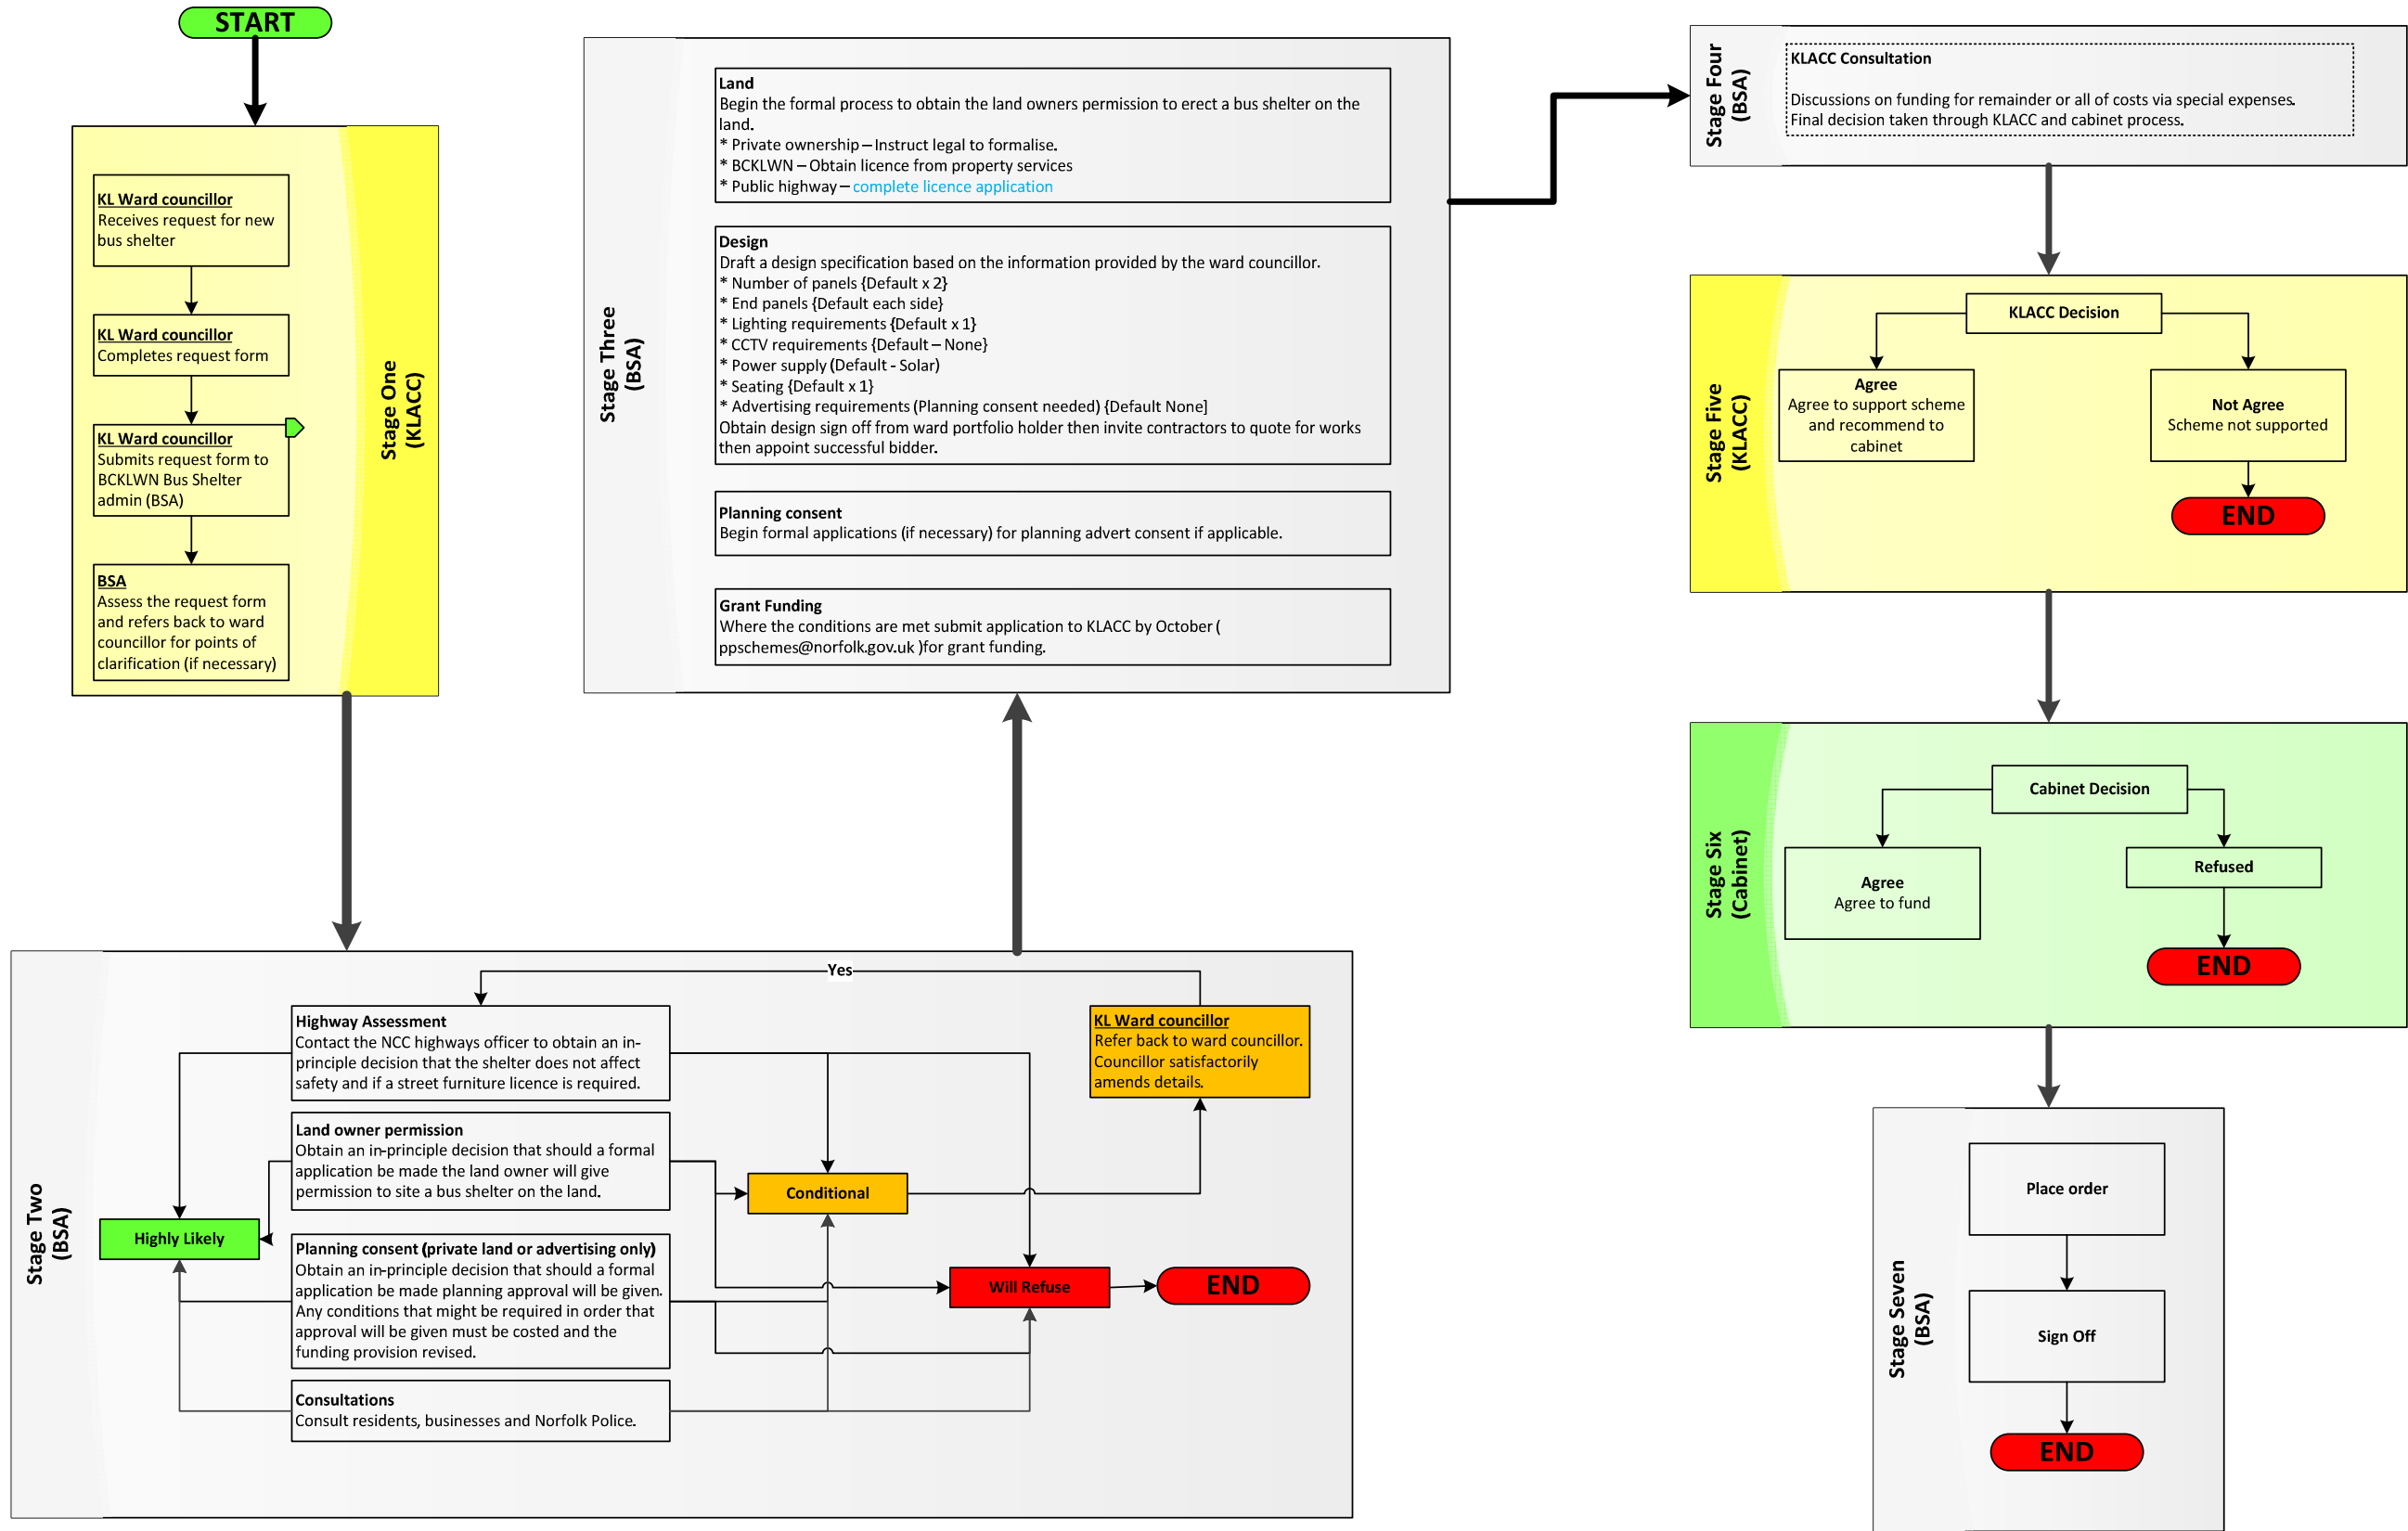 START
Stage One
(KLACC)
KL Ward councillor
Receives request for new
bus shelter
KL Ward councillor
Completes request form
KL Ward councillor
Submits request form to
BCKLWN Bus Shelter
admin (BSA)
BSA
Assess the request form
and refers back to ward
councillor for points of
clarification (if necessary)
Stage Two
(BSA)
Yes
Highway Assessment
Contact the NCC highways officer to obtain an in-
principle decision that the shelter does not affect
safety and if a street furniture licence is required.
KL Ward councillor
Refer back to ward councillor.
Councillor satisfactorily
amends details.
Land owner permission
Obtain an in-principle decision that should a formal
application be made the land owner will give
permission to site a bus shelter on the land.
Conditional
Highly Likely
Planning consent (private land or advertising only)
Obtain an in-principle decision that should a formal
application be made planning approval will be given.
Any conditions that might be required in order that
approval will be given must be costed and the
funding provision revised.
Will Refuse
END
Consultations
Consult residents, businesses and Norfolk Police.
Stage Three
(BSA)
Land
Begin the formal process to obtain the land owners permission to erect a bus shelter on the
land.
* Private ownership – Instruct legal to formalise.
* BCKLWN – Obtain licence from property services
* Public highway – complete licence application
Design
Draft a design specification based on the information provided by the ward councillor.
* Number of panels {Default x 2}
* End panels {Default each side}
* Lighting requirements {Default x 1}
* CCTV requirements {Default – None}
* Power supply (Default - Solar)
* Seating {Default x 1}
* Advertising requirements (Planning consent needed) {Default None]
Obtain design sign off from ward portfolio holder then invite contractors to quote for works
then appoint successful bidder.
Planning consent
Begin formal applications (if necessary) for planning advert consent if applicable.
Grant Funding
Where the conditions are met submit application to KLACC by October (
ppschemes@norfolk.gov.uk )for grant funding.
Stage Four
(BSA)
KLACC Consultation
Discussions on funding for remainder or all of costs via special expenses.
Final decision taken through KLACC and cabinet process.
Stage Five
(KLACC)
KLACC Decision
Agree
Agree to support scheme
and recommend to
cabinet
Not Agree
Scheme not supported
END
Stage Six
(Cabinet)
Cabinet Decision
Agree
Agree to fund
Refused
END
Stage Seven
(BSA)
Place order
Sign Off
END